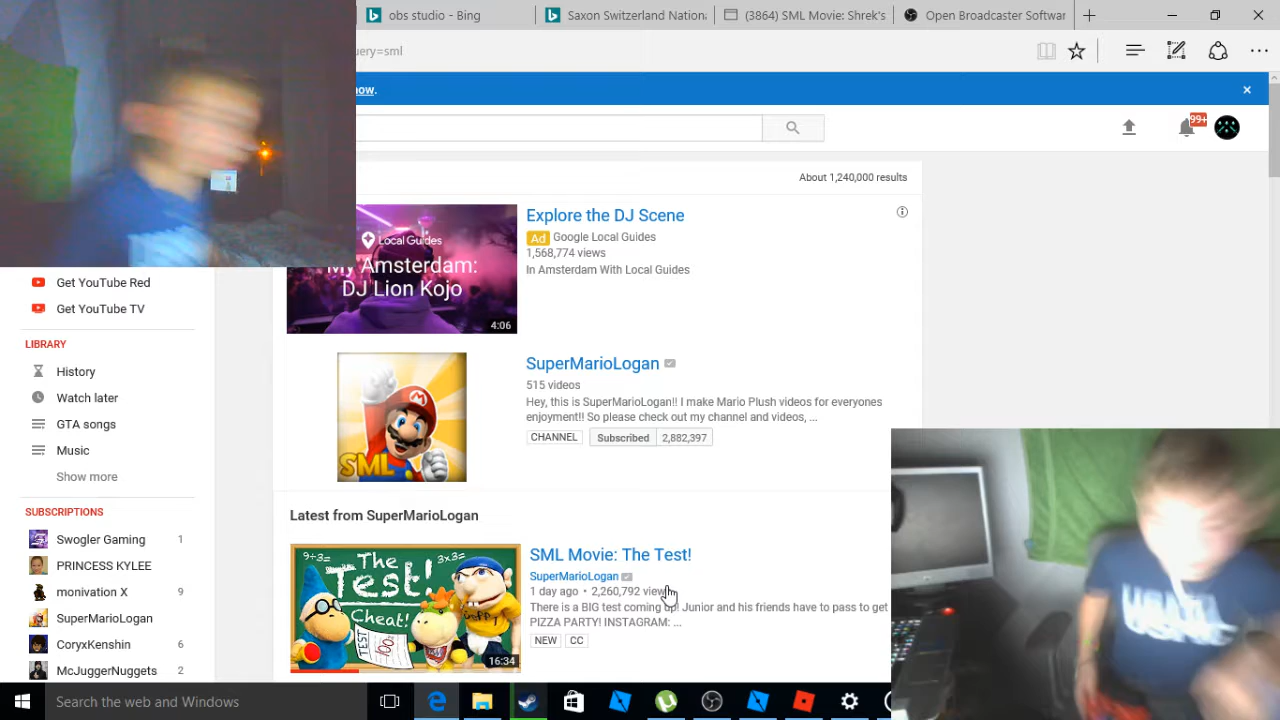 obs studio - Bing
Saxon Switzerland Nation
(3864) SML Movie: Shrek's
Open Broadcaster Softwar
uery=sml
now.
99+
About 1,240,000 results
Local Guides
My Amsterdam:
DJ Lion Kojo
4:06
Explore the DJ Scene
Ad Google Local Guides
1,568,774 views
In Amsterdam With Local Guides
Get YouTube Red
Get YouTube TV
LIBRARY
History
Watch later
GTA songs
Music
Show more
SUBSCRIPTIONS
Swogler Gaming 1
PRINCESS KYLEE
monivation X 9
SuperMarioLogan
CoryxKenshin 6
McJuggerNuggets 2
SML
SuperMarioLogan
515 videos
Hey, this is SuperMarioLogan!! I make Mario Plush videos for everyones
enjoyment!! So please check out my channel and videos, ...
CHANNEL Subscribed 2,882,397
Latest from SuperMarioLogan
9÷3=
3x3=
The
Test!
Cheat!
TEST
100
Goffy
16:34
SML Movie: The Test!
SuperMarioLogan
1 day ago • 2,260,792 view
There is a BIG test coming up! Junior and his friends have to pass to get
PIZZA PARTY! INSTAGRAM: ...
NEW CC
Search the web and Windows